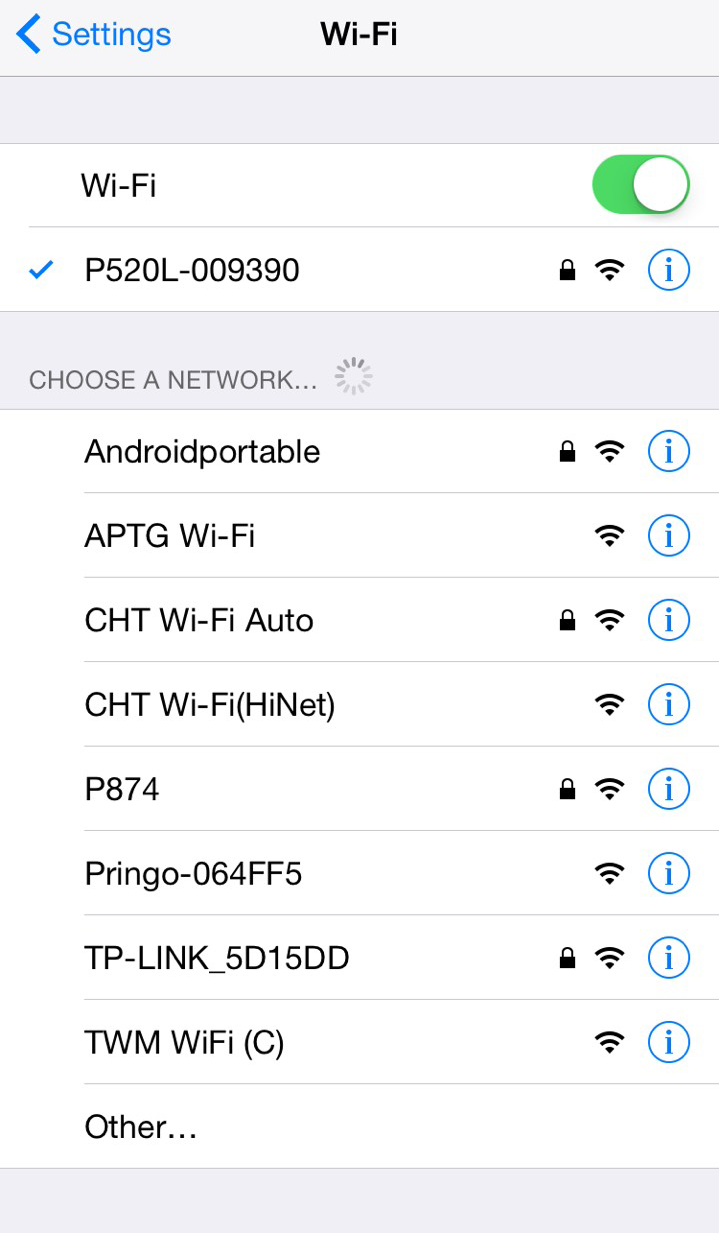 Settings
Wi-Fi
Wi-Fi
P520L-009390
CHOOSE A NETWORK...
Androidportable
APTG Wi-Fi
CHT Wi-Fi Auto
CHT Wi-Fi(HiNet)
P874
Pringo-064FF5
TP-LINK_5D15DD
TWM WiFi (C)
Other...